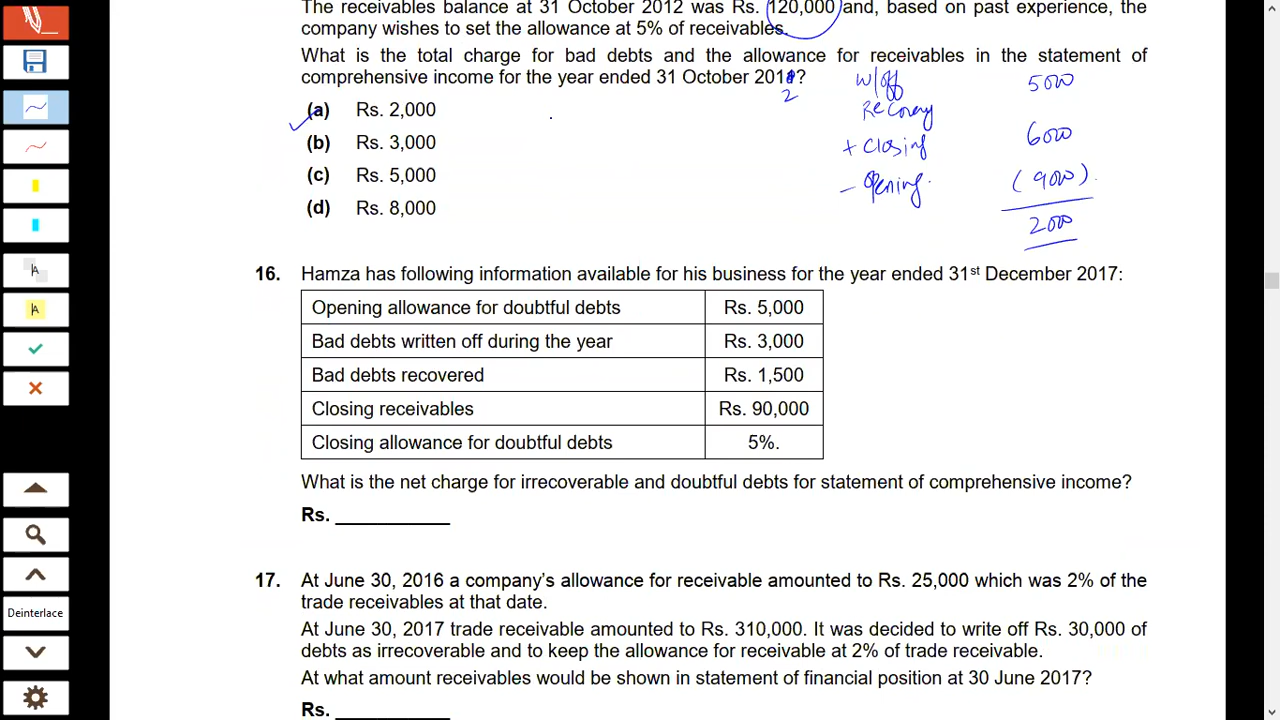 The receivables balance at 31 October 2012 was Rs. 120,000 and, based on past experience, the
company wishes to set the allowance at 5% of receivables.
What is the total charge for bad debts and the allowance for receivables in the statement of
comprehensive income for the year ended 31 October 2012?
w/off 5000
Recovery
+ Closing 6000
- Opening. (9000).
2000
(a) Rs. 2,000
(b) Rs. 3,000
(c) Rs. 5,000
(d) Rs. 8,000
16. Hamza has following information available for his business for the year ended 31st December 2017:
Opening allowance for doubtful debts Rs. 5,000
Bad debts written off during the year Rs. 3,000
Bad debts recovered Rs. 1,500
Closing receivables Rs. 90,000
Closing allowance for doubtful debts 5%.
What is the net charge for irrecoverable and doubtful debts for statement of comprehensive income?
Rs. ___________
17. At June 30, 2016 a company's allowance for receivable amounted to Rs. 25,000 which was 2% of the
trade receivables at that date.
At June 30, 2017 trade receivable amounted to Rs. 310,000. It was decided to write off Rs. 30,000 of
debts as irrecoverable and to keep the allowance for receivable at 2% of trade receivable.
At what amount receivables would be shown in statement of financial position at 30 June 2017?
Rs. ___________
Deinterlace